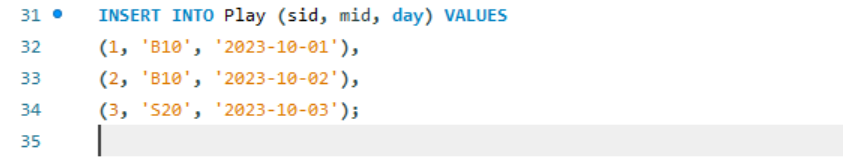 31 INSERT INTO Play (sid, mid, day) VALUES
32 (1, 'B10', '2023-10-01'),
33 (2, 'B10', '2023-10-02'),
34 (3, 'S20', '2023-10-03');
35